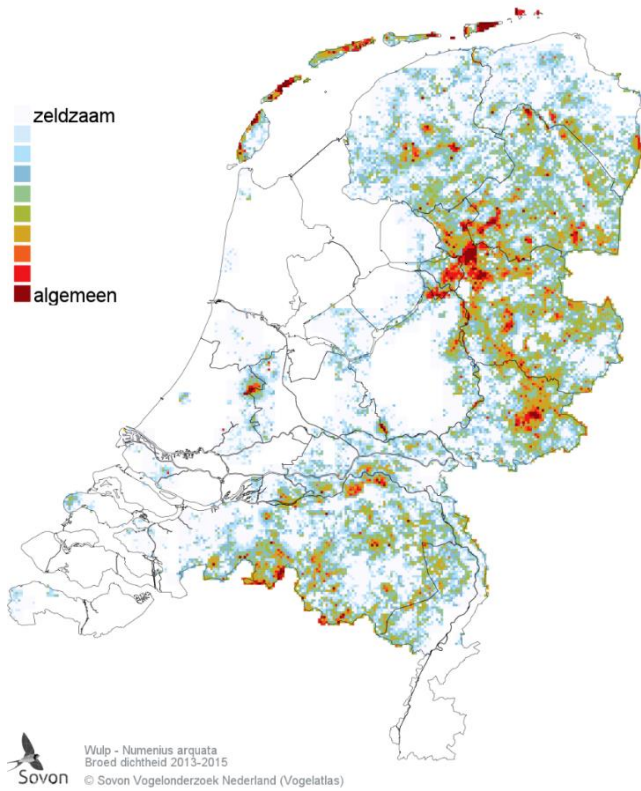 zeldzaam
algemeen
Sovon
Wulp - Numenius arquata
Broed dichtheid 2013-2015
© Sovon Vogelonderzoek Nederland (Vogelatlas)